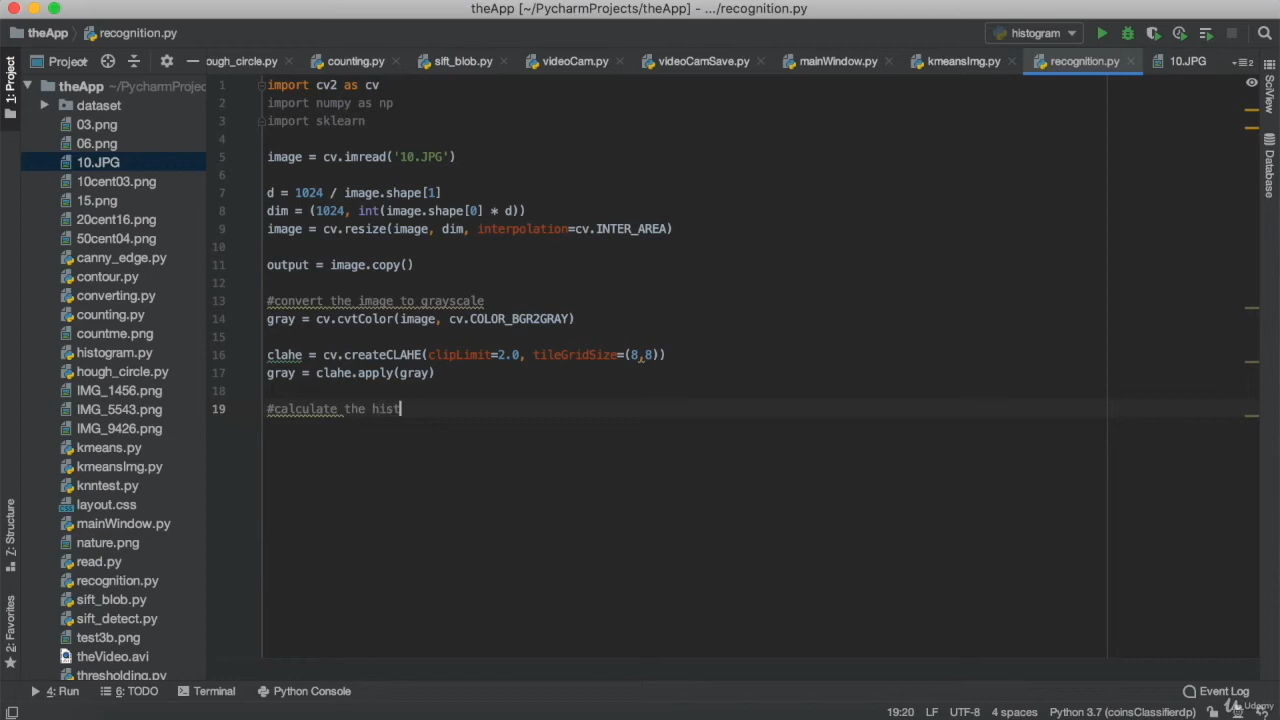 theApp [~/PycharmProjects/theApp] - .../recognition.py
theApp
recognition.py
histogram
1: Project
Project
ough_circle.py
counting.py
sift_blob.py
videoCam.py
videoCamSave.py
mainWindow.py
kmeansImg.py
recognition.py
10.JPG
2
SciView
Database
theApp ~/PycharmProjec
dataset
03.png
06.png
10.JPG
10cent03.png
15.png
20cent16.png
50cent04.png
canny_edge.py
contour.py
converting.py
counting.py
countme.png
histogram.py
hough_circle.py
IMG_1456.png
IMG_5543.png
IMG_9426.png
kmeans.py
kmeansImg.py
knntest.py
layout.css
mainWindow.py
nature.png
read.py
recognition.py
sift_blob.py
sift_detect.py
test3b.png
theVideo.avi
thresholding.py
1 import cv2 as cv
2 import numpy as np
3 import sklearn
4
5 image = cv.imread('10.JPG')
6
7 d = 1024 / image.shape[1]
8 dim = (1024, int(image.shape[0] * d))
9 image = cv.resize(image, dim, interpolation=cv.INTER_AREA)
10
11 output = image.copy()
12
13 #convert the image to grayscale
14 gray = cv.cvtColor(image, cv.COLOR_BGR2GRAY)
15
16 clahe = cv.createCLAHE(clipLimit=2.0, tileGridSize=(8,8))
17 gray = clahe.apply(gray)
18
19 #calculate the hist
Z: Structure
2: Favorites
4: Run
6: TODO
Terminal
Python Console
Event Log
19:20 LF UTF-8 4 spaces Python 3.7 (coinsClassifierdp)
Udemy